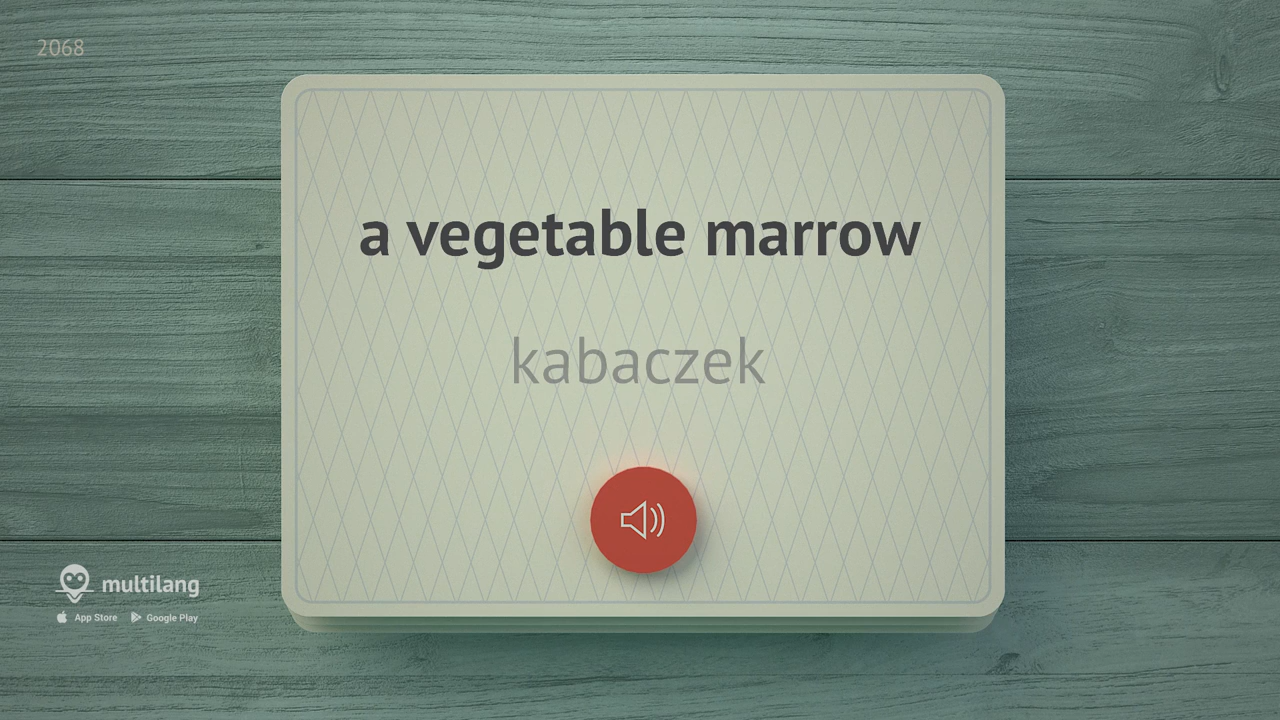 2068
a vegetable marrow
kabaczek
multilang
App Store
Google Play